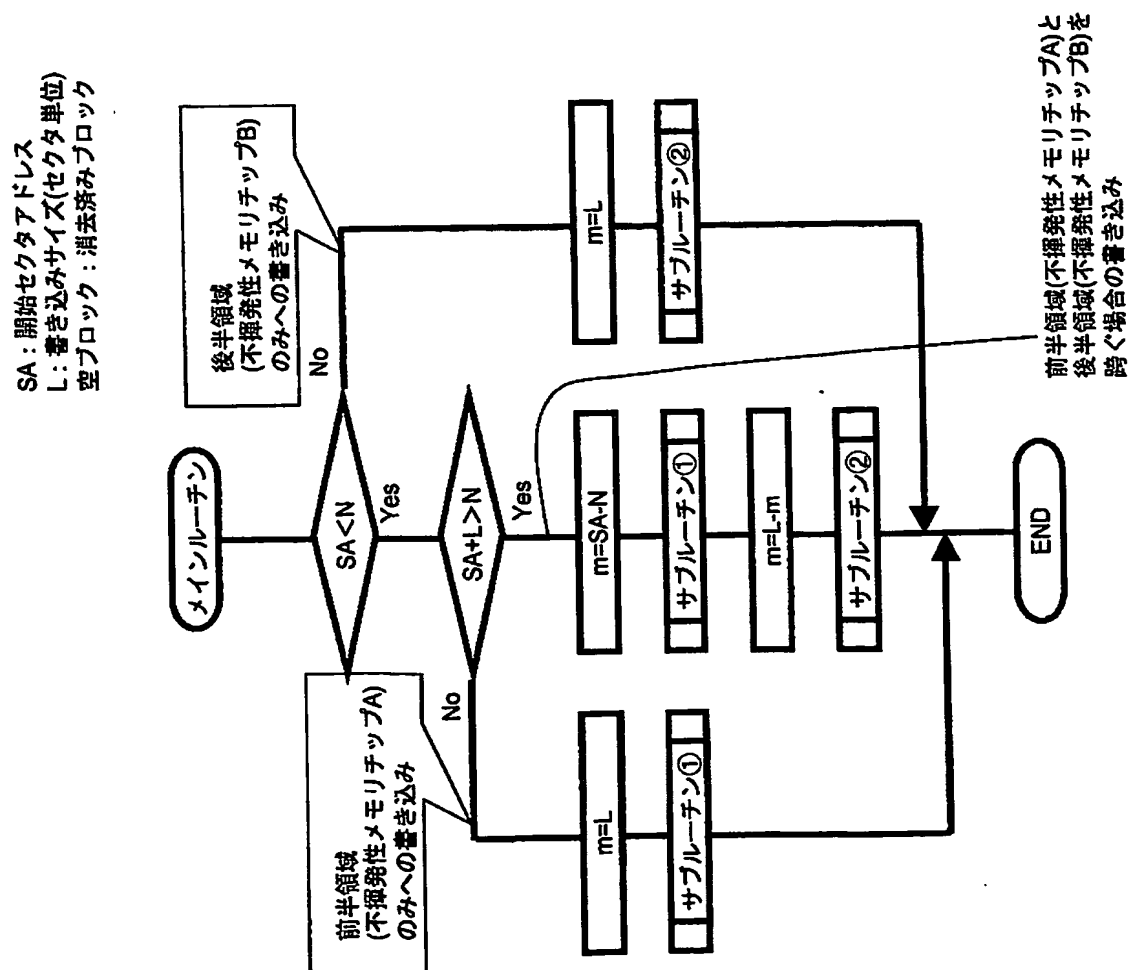 SA：開始セクタアドレス
L：書き込みサイズ(セクタ単位)
空ブロック：消去済みブロック
メインルーチン
SA<N
No
Yes
後半領域
(不揮発性メモリチップB)
のみへの書き込み
SA+L>N
No
Yes
前半領域
(不揮発性メモリチップA)
のみへの書き込み
m=L
サブルーチン①
m=SA-N
サブルーチン①
m=L-m
サブルーチン②
m=L
サブルーチン②
前半領域(不揮発性メモリチップA)と
後半領域(不揮発性メモリチップB)を
跨ぐ場合の書き込み
END